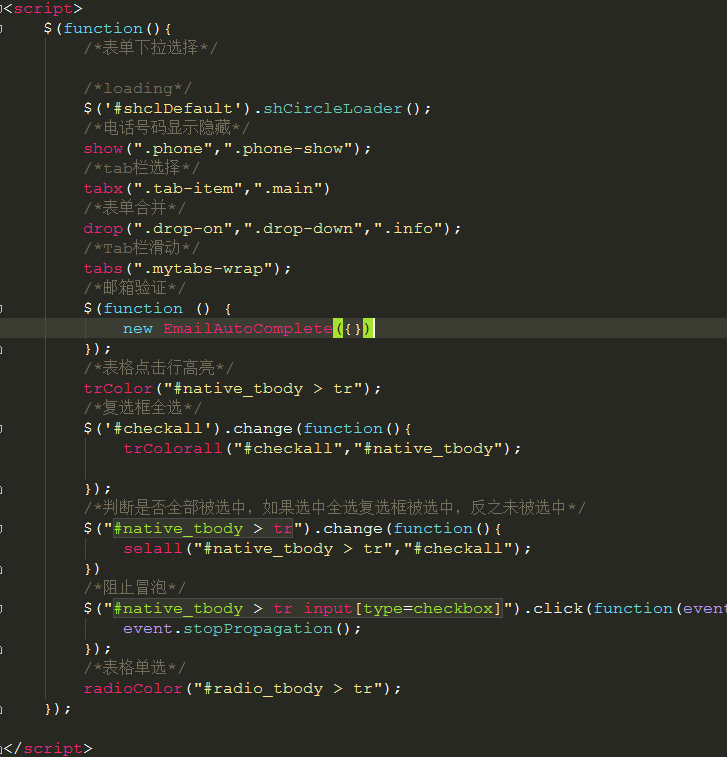 <script>
$(function(){
/*表单下拉选择*/
/*loading*/
$('#shclDefault').shCircleLoader();
/*电话号码显示隐藏*/
show(".phone",".phone-show");
/*tab栏选择*/
tabx(".tab-item",".main")
/*表单合并*/
drop(".drop-on",".drop-down",".info");
/*Tab栏滑动*/
tabs(".mytabs-wrap");
/*邮箱验证*/
$(function () {
new EmailAutoComplete({})
});
/*表格点击行高亮*/
trColor("#native_tbody > tr");
/*复选框全选*/
$('#checkall').change(function(){
trColorall("#checkall","#native_tbody");
});
/*判断是否全部被选中，如果选中全选复选框被选中，反之未被选中*/
$("#native_tbody > tr").change(function(){
selall("#native_tbody > tr","#checkall");
})
/*阻止冒泡*/
$("#native_tbody > tr input[type=checkbox]").click(function(event
event.stopPropagation();
});
/*表格单选*/
radioColor("#radio_tbody > tr");
});
</script>